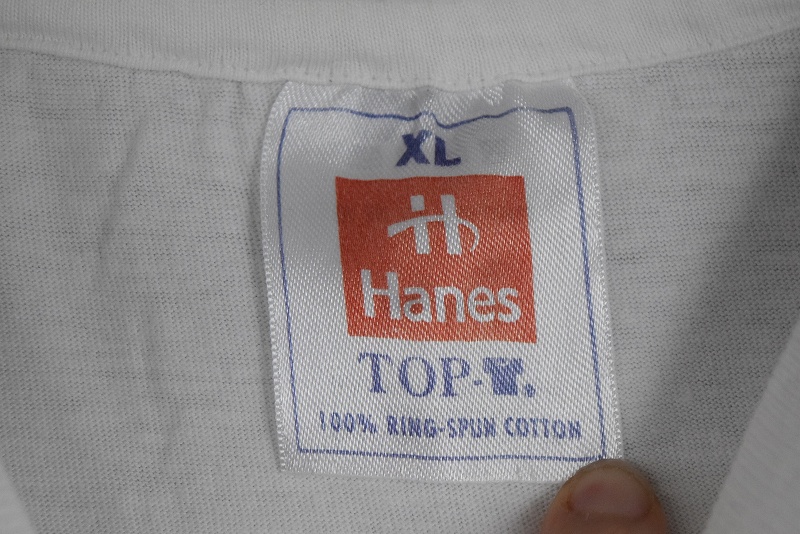 XL
Hanes
TOP-T.
100% RING-SPUN COTTON